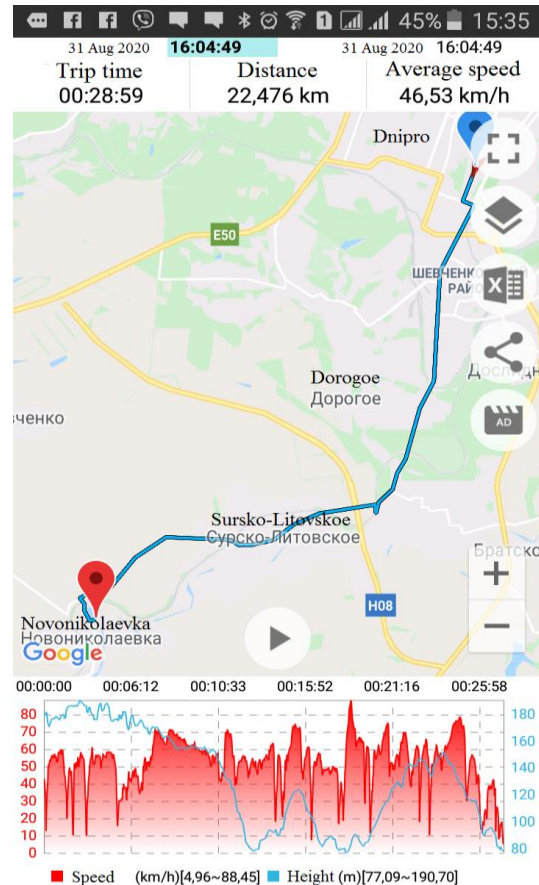 45% 15:35
31 Aug 2020 16:04:49 31 Aug 2020 16:04:49
Trip time Distance Average speed
00:28:59 22,476 km 46,53 km/h
Dnipro
E50
ШЕВЧЕНК
РАЙ
Dorogoe
Дорогое
Дослідн
AD
вченко
Sursko-Litovskoe
Сурско-Литовское
Братско
H08
Novonikolaevka
Новониколаевка
Google
00:00:00 00:06:12 00:10:33 00:15:52 00:21:16 00:25:58
80 180
70
60 160
50
40 140
30 120
20
10 100
0 80
Speed (km/h)[4,96~88,45] Height (m)[77,09~190,70]